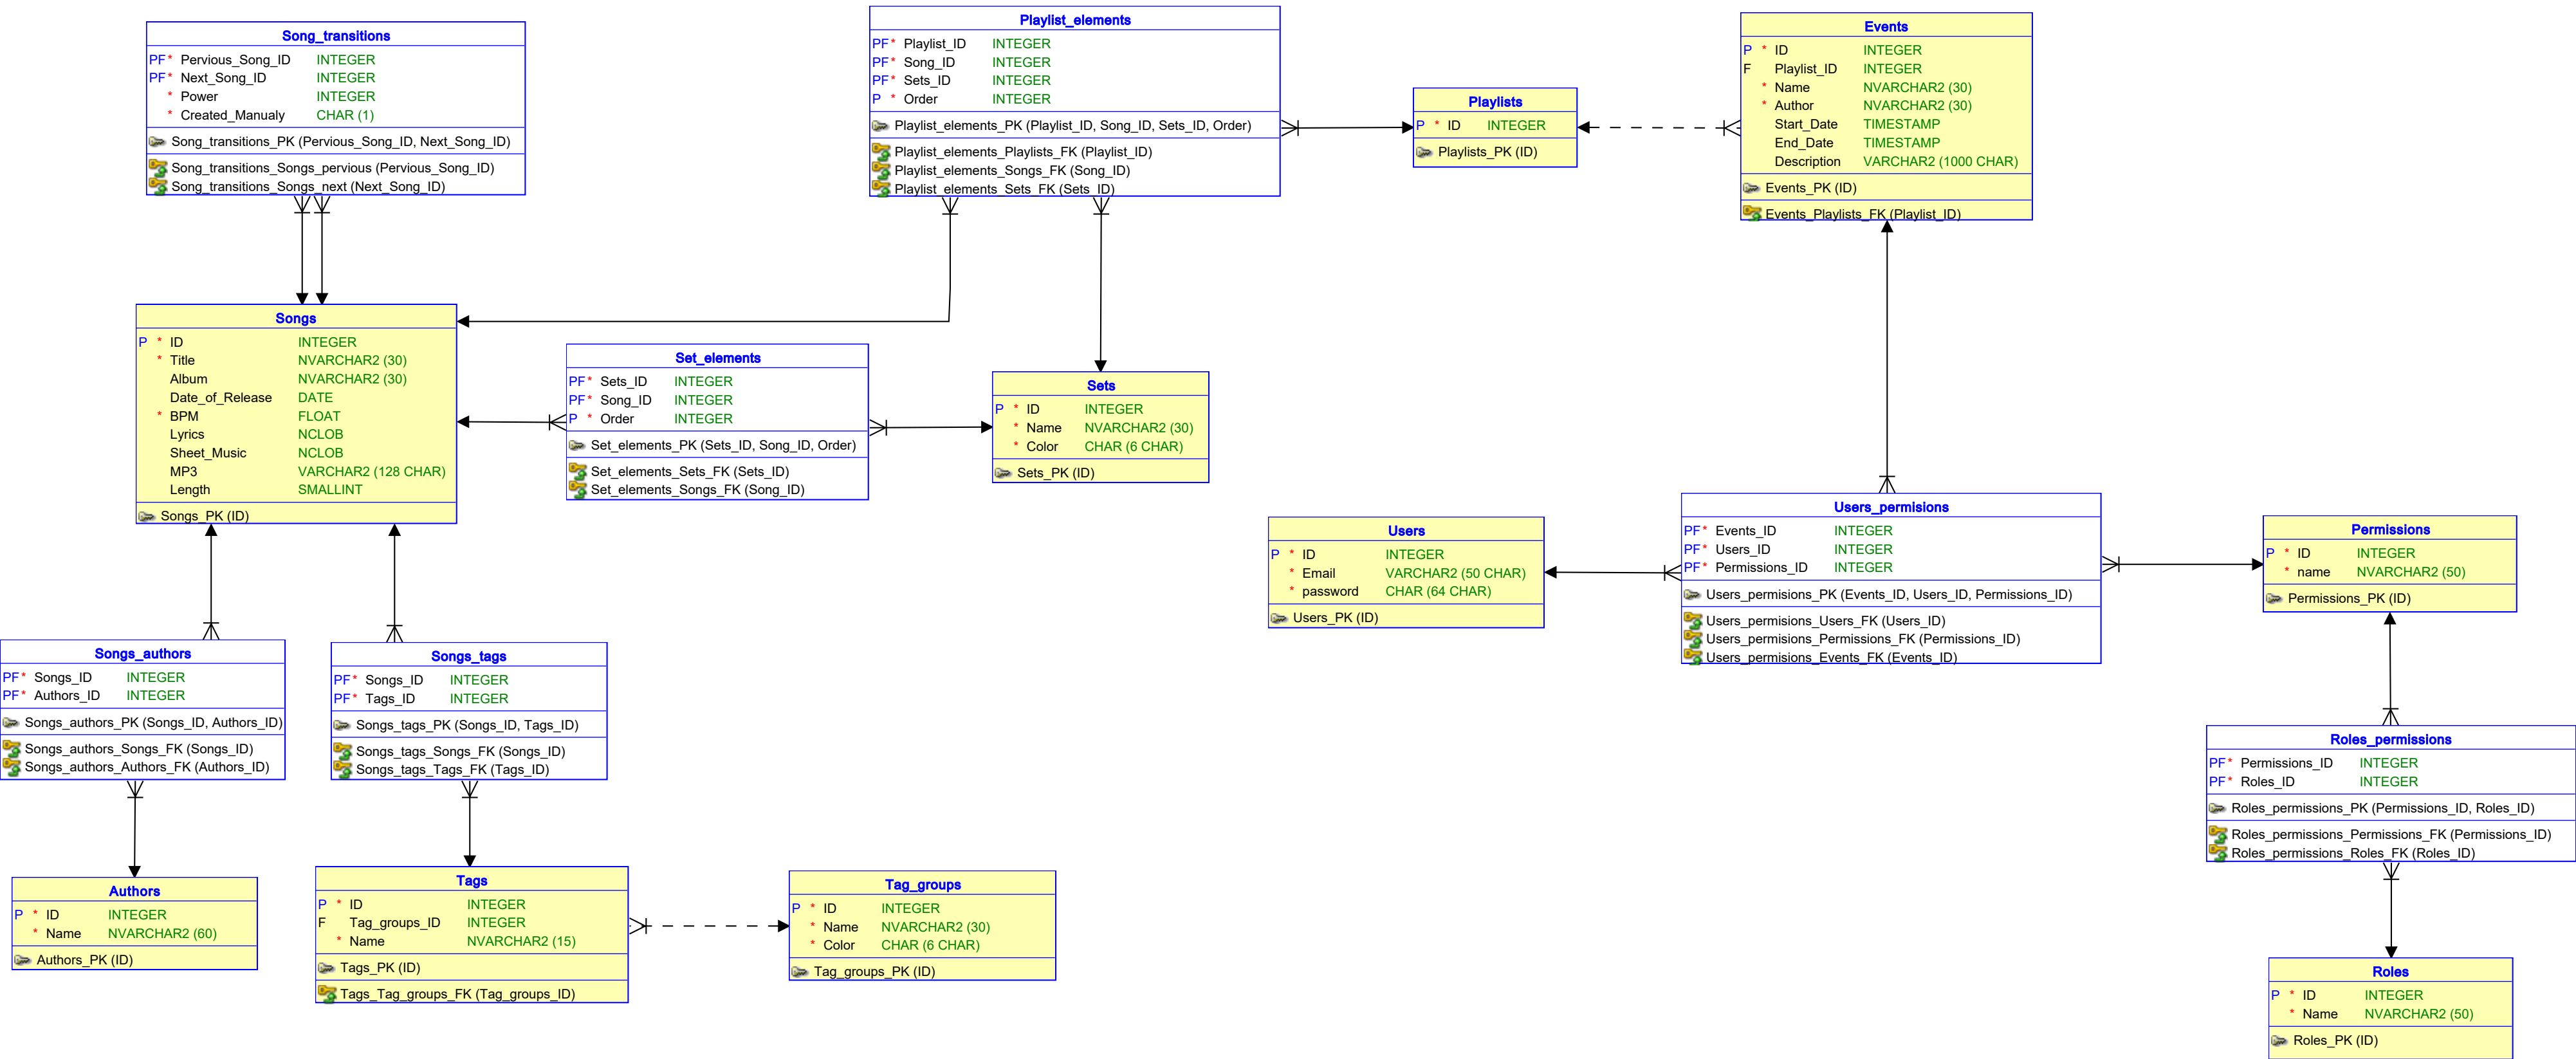 Song_transitions
PF* Pervious_Song_ID INTEGER
PF* Next_Song_ID INTEGER
* Power INTEGER
* Created_Manualy CHAR (1)
Song_transitions_PK (Pervious_Song_ID, Next_Song_ID)
Song_transitions_Songs_pervious (Pervious_Song_ID)
Song_transitions_Songs_next (Next_Song_ID)
Playlist_elements
PF* Playlist_ID INTEGER
PF* Song_ID INTEGER
PF* Sets_ID INTEGER
P * Order INTEGER
Playlist_elements_PK (Playlist_ID, Song_ID, Sets_ID, Order)
Playlist_elements_Playlists_FK (Playlist_ID)
Playlist_elements_Songs_FK (Song_ID)
Playlist_elements_Sets_FK (Sets_ID)
Playlists
P * ID INTEGER
Playlists_PK (ID)
Events
P * ID INTEGER
F Playlist_ID INTEGER
* Name NVARCHAR2 (30)
* Author NVARCHAR2 (30)
Start_Date TIMESTAMP
End_Date TIMESTAMP
Description VARCHAR2 (1000 CHAR)
Events_PK (ID)
Events_Playlists_FK (Playlist_ID)
Songs
P * ID INTEGER
* Title NVARCHAR2 (30)
Album NVARCHAR2 (30)
Date_of_Release DATE
* BPM FLOAT
Lyrics NCLOB
Sheet_Music NCLOB
MP3 VARCHAR2 (128 CHAR)
Length SMALLINT
Songs_PK (ID)
Set_elements
PF* Sets_ID INTEGER
PF* Song_ID INTEGER
P * Order INTEGER
Set_elements_PK (Sets_ID, Song_ID, Order)
Set_elements_Sets_FK (Sets_ID)
Set_elements_Songs_FK (Song_ID)
Sets
P * ID INTEGER
* Name NVARCHAR2 (30)
* Color CHAR (6 CHAR)
Sets_PK (ID)
Users
P * ID INTEGER
* Email VARCHAR2 (50 CHAR)
* password CHAR (64 CHAR)
Users_PK (ID)
Users_permisions
PF* Events_ID INTEGER
PF* Users_ID INTEGER
PF* Permissions_ID INTEGER
Users_permisions_PK (Events_ID, Users_ID, Permissions_ID)
Users_permisions_Users_FK (Users_ID)
Users_permisions_Permissions_FK (Permissions_ID)
Users_permisions_Events_FK (Events_ID)
Permissions
P * ID INTEGER
* name NVARCHAR2 (50)
Permissions_PK (ID)
Songs_authors
PF* Songs_ID INTEGER
PF* Authors_ID INTEGER
Songs_authors_PK (Songs_ID, Authors_ID)
Songs_authors_Songs_FK (Songs_ID)
Songs_authors_Authors_FK (Authors_ID)
Songs_tags
PF* Songs_ID INTEGER
PF* Tags_ID INTEGER
Songs_tags_PK (Songs_ID, Tags_ID)
Songs_tags_Songs_FK (Songs_ID)
Songs_tags_Tags_FK (Tags_ID)
Roles_permissions
PF* Permissions_ID INTEGER
PF* Roles_ID INTEGER
Roles_permissions_PK (Permissions_ID, Roles_ID)
Roles_permissions_Permissions_FK (Permissions_ID)
Roles_permissions_Roles_FK (Roles_ID)
Authors
P * ID INTEGER
* Name NVARCHAR2 (60)
Authors_PK (ID)
Tags
P * ID INTEGER
F Tag_groups_ID INTEGER
* Name NVARCHAR2 (15)
Tags_PK (ID)
Tags_Tag_groups_FK (Tag_groups_ID)
Tag_groups
P * ID INTEGER
* Name NVARCHAR2 (30)
* Color CHAR (6 CHAR)
Tag_groups_PK (ID)
Roles
P * ID INTEGER
* Name NVARCHAR2 (50)
Roles_PK (ID)